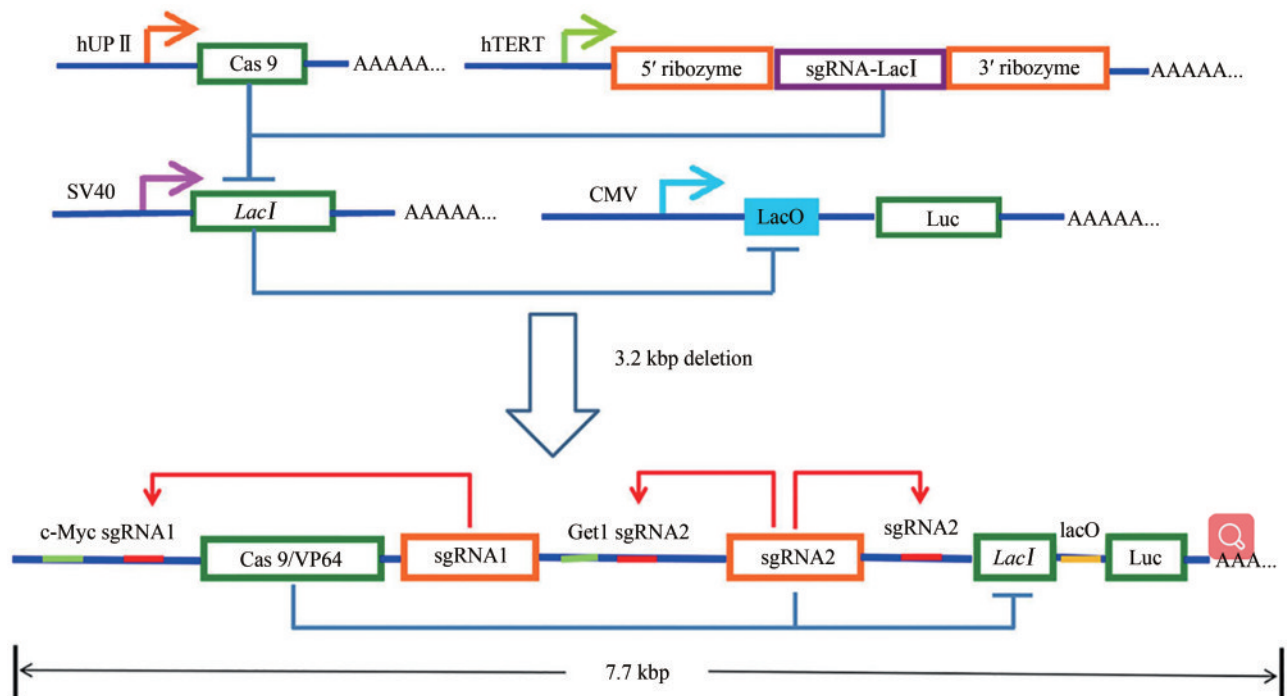 hUP Ⅱ
Cas 9
AAAAA...
hTERT
5′ ribozyme
sgRNA-LacⅠ
3′ ribozyme
AAAAA...
SV40
LacⅠ
AAAAA...
CMV
LacO
Luc
AAAAA...
3.2 kbp deletion
c-Myc sgRNA1
Cas 9/VP64
sgRNA1
Get1 sgRNA2
sgRNA2
sgRNA2
LacⅠ
lacO
Luc
AAA...
7.7 kbp